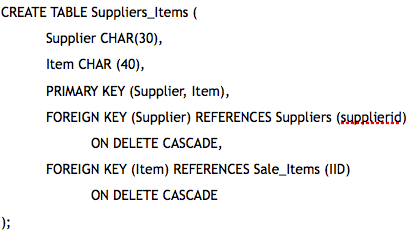 CREATE TABLE Suppliers_Items (
Supplier CHAR(30),
Item CHAR (40),
PRIMARY KEY (Supplier, Item),
FOREIGN KEY (Supplier) REFERENCES Suppliers (supplierid)
ON DELETE CASCADE,
FOREIGN KEY (Item) REFERENCES Sale_Items (IID)
ON DELETE CASCADE
);